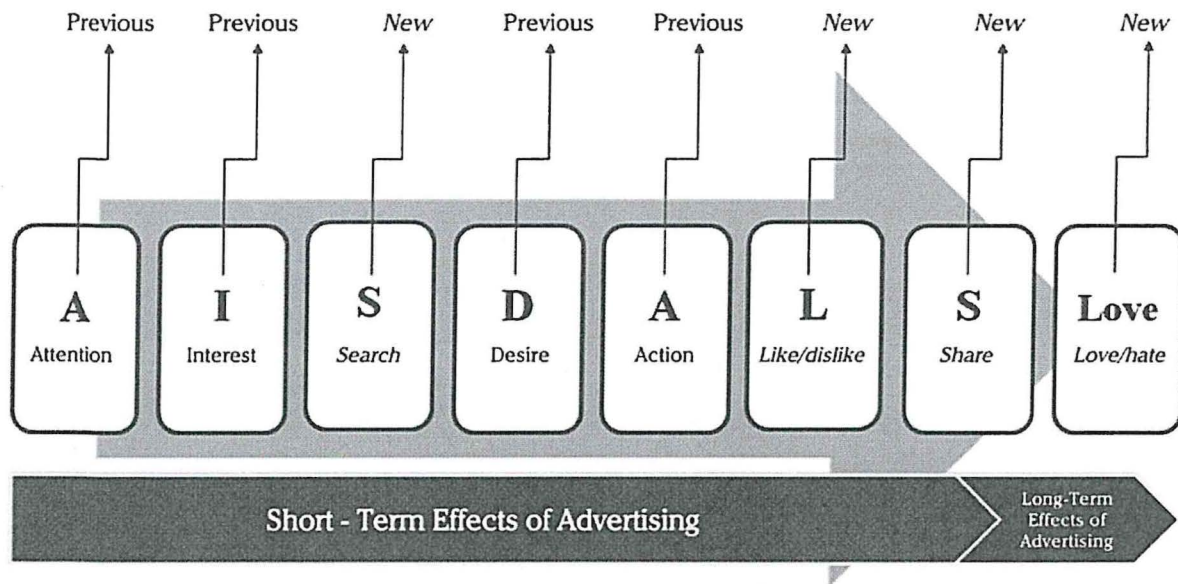 Previous Previous New Previous Previous New New New
A I S D A L S Love
Attention Interest Search Desire Action Like/dislike Share Love/hate
Short - Term Effects of Advertising
Long-Term
Effects of
Advertising